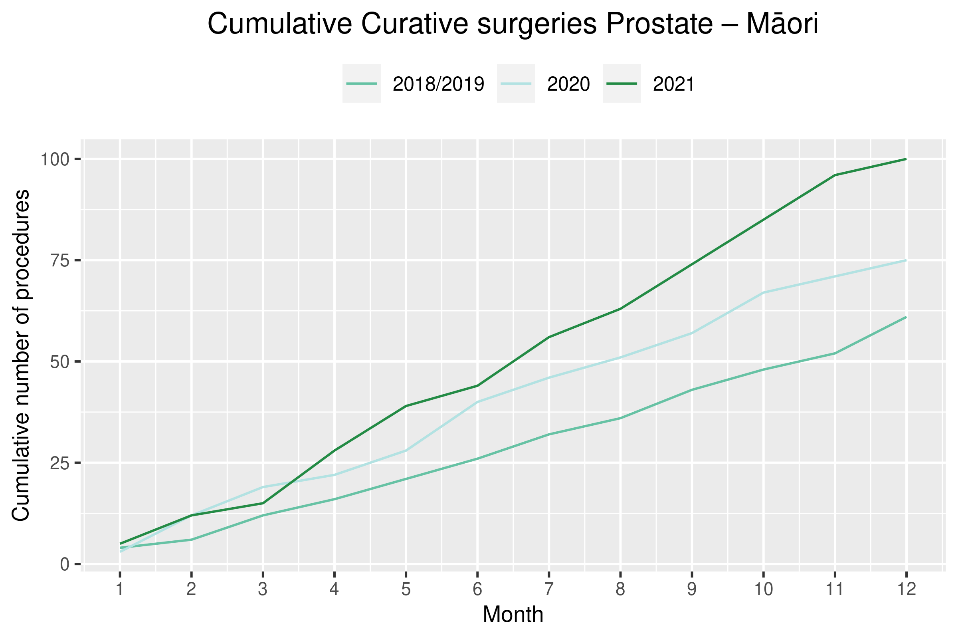 Cumulative Curative surgeries Prostate – Māori
2018/2019 2020 2021
Cumulative number of procedures
100
75
50
25
0
1 2 3 4 5 6 7 8 9 10 11 12
Month